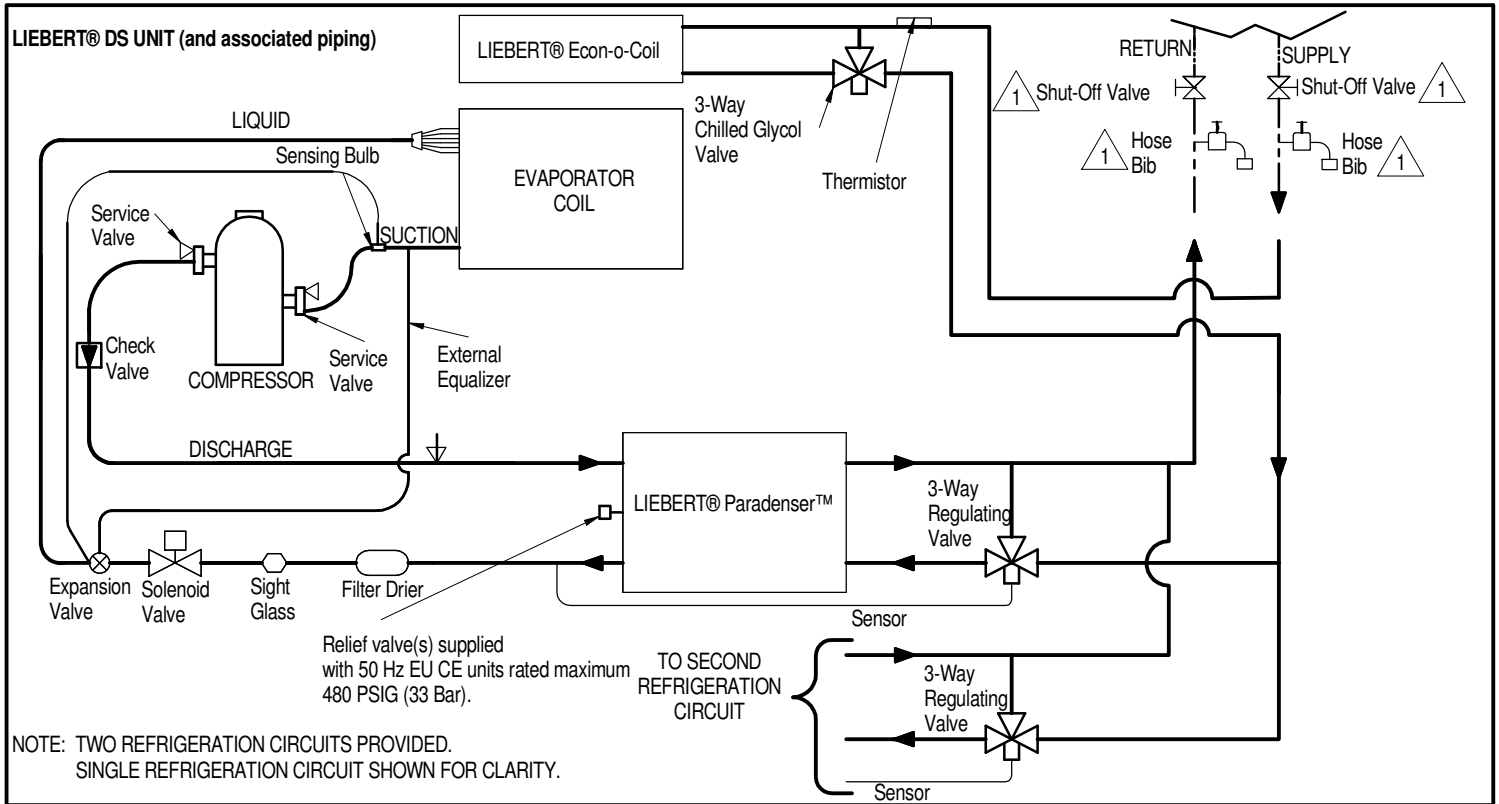 LIEBERT® DS UNIT (and associated piping)
LIEBERT® Econ-o-Coil
RETURN
SUPPLY
1
Shut-Off Valve
Shut-Off Valve
1
3-Way
Chilled Glycol
Valve
LIQUID
Sensing Bulb
1
Hose
Bib
Hose
Bib
1
Thermistor
EVAPORATOR
COIL
Service
Valve
SUCTION
Check
Valve
COMPRESSOR
Service
Valve
External
Equalizer
DISCHARGE
LIEBERT® Paradenser™
3-Way
Regulating
Valve
Expansion
Valve
Solenoid
Valve
Sight
Glass
Filter Drier
Sensor
Relief valve(s) supplied
with 50 Hz EU CE units rated maximum
480 PSIG (33 Bar).
TO SECOND
REFRIGERATION
CIRCUIT
3-Way
Regulating
Valve
Sensor
NOTE: TWO REFRIGERATION CIRCUITS PROVIDED.
SINGLE REFRIGERATION CIRCUIT SHOWN FOR CLARITY.